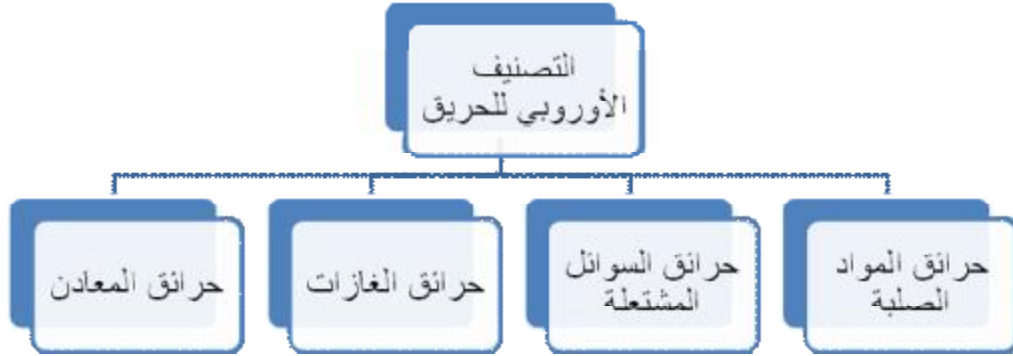 التصنيف
الأوروبي للحريق
حرائق المواد
الصلبة
حرائق السوائل
المشتعلة
حرائق الغازات
حرائق المعادن